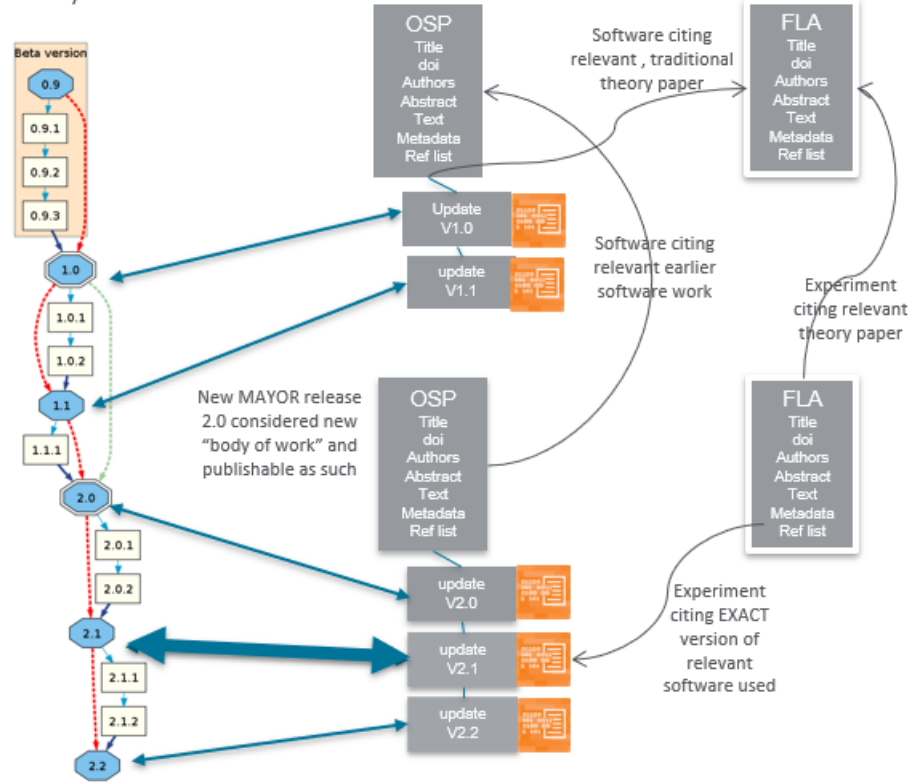 Beta version
0.9
0.9.1
0.9.2
0.9.3
1.0
1.0.1
1.0.2
1.1
1.1.1
2.0
2.0.1
2.0.2
2.1
2.1.1
2.1.2
2.2
OSP
Title
doi
Authors
Abstract
Text
Metadata
Ref list
Update
V1.0
update
V1.1
Software citing
relevant , traditional
theory paper
FLA
Title
doi
Authors
Abstract
Text
Metadata
Ref list
Software citing
relevant earlier
software work
Experiment
citing relevant
theory paper
New MAYOR release
2.0 considered new
“body of work” and
publishable as such
OSP
Title
doi
Authors
Abstract
Text
Metadata
Ref list
update
V2.0
update
V2.1
update
V2.2
FLA
Title
doi
Authors
Abstract
Text
Metadata
Ref list
Experiment
citing EXACT
version of
relevant
software used